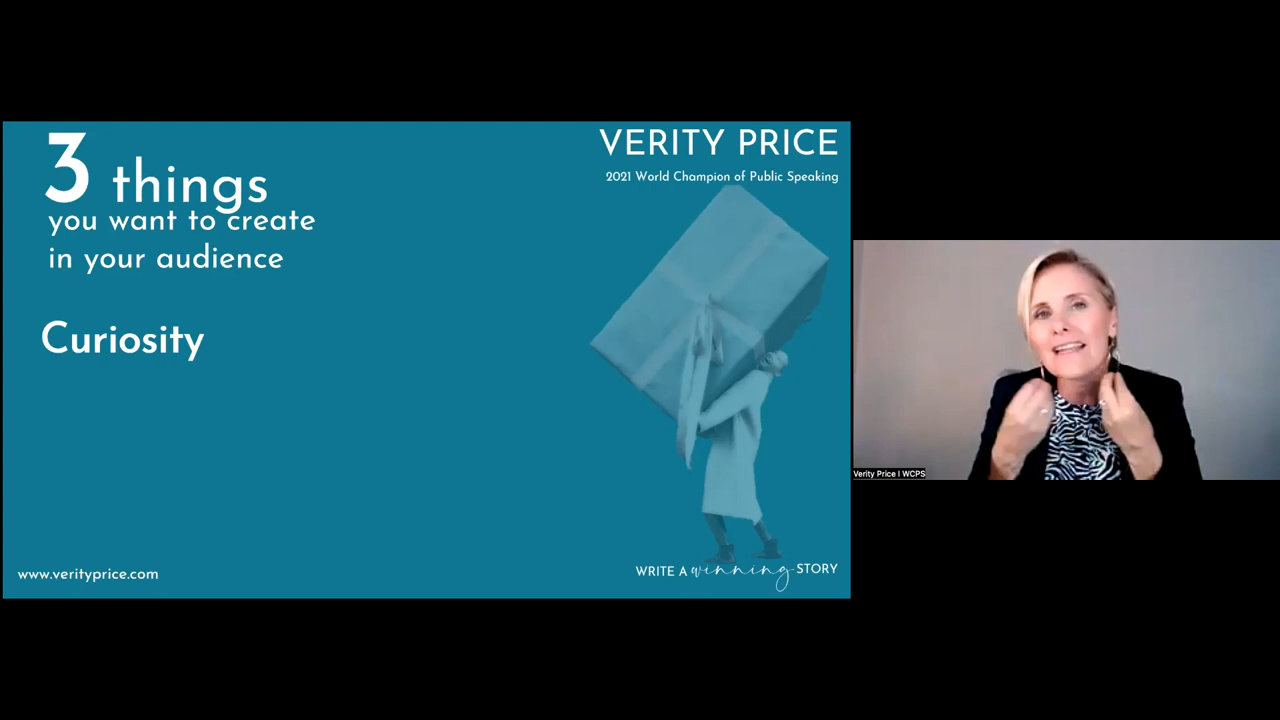 3 things
you want to create
in your audience
Curiosity
VERITY PRICE
2021 World Champion of Public Speaking
www.verityprice.com
WRITE A winning STORY
Verity Price I WCPS